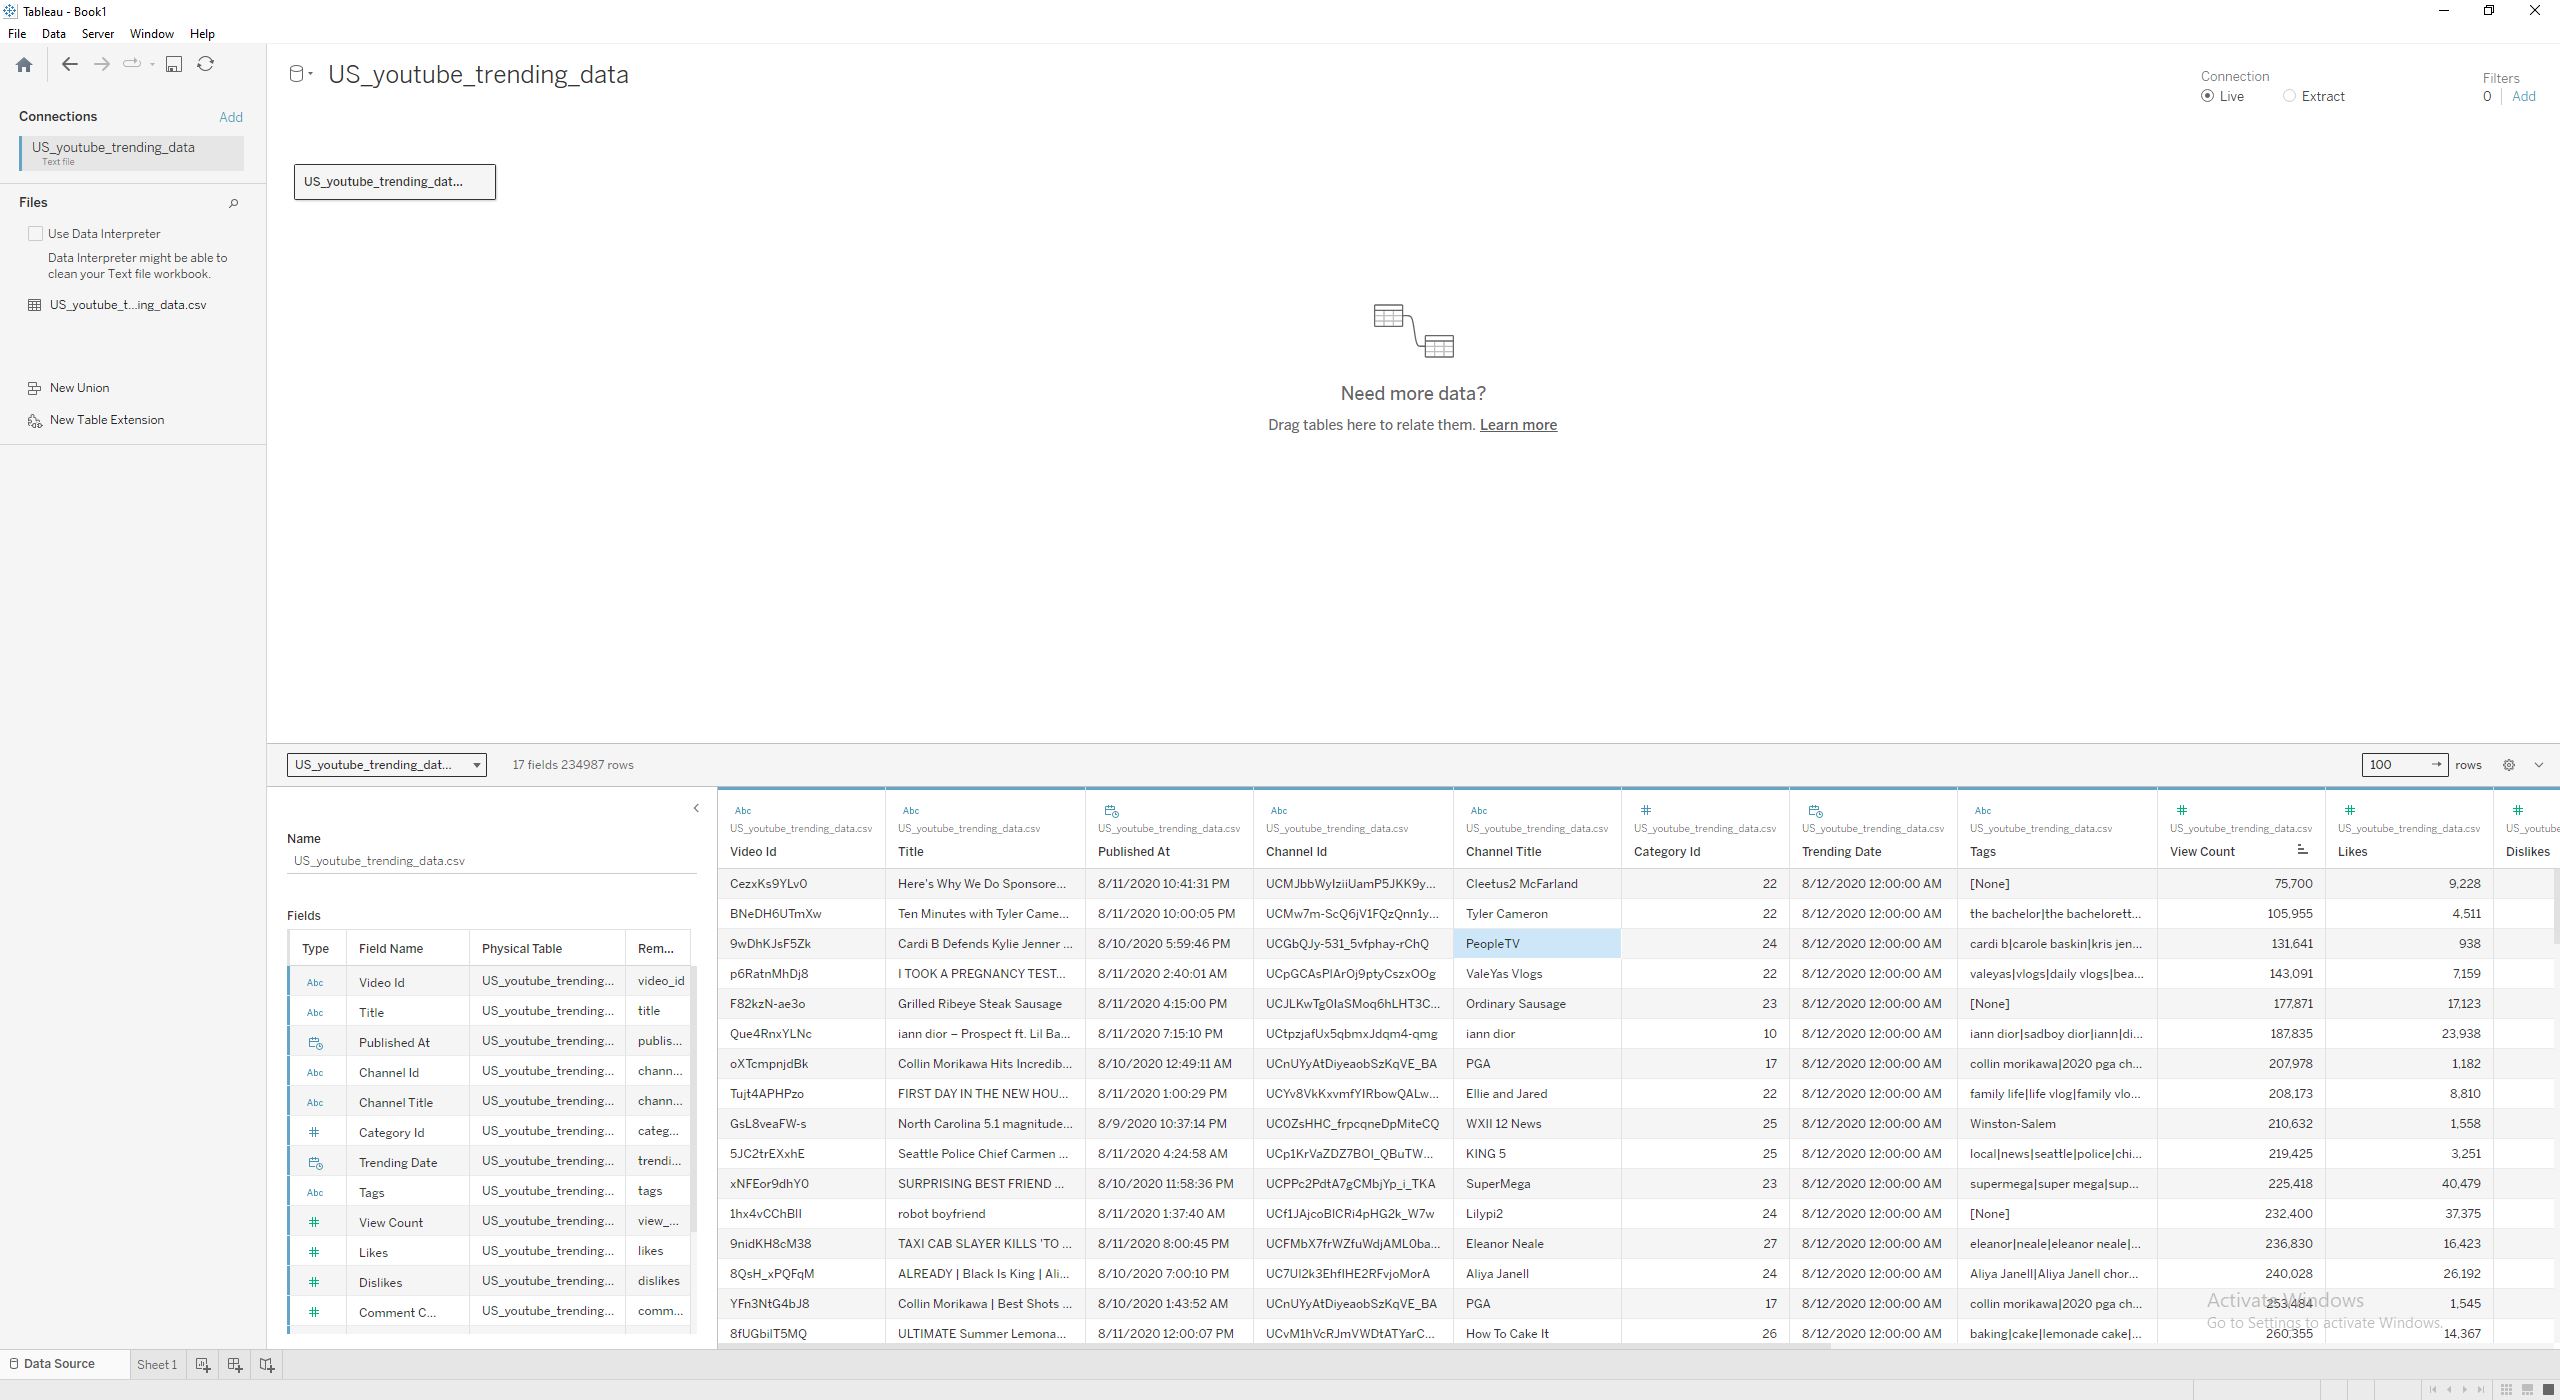 Tableau - Book1
File Data Server Window Help
US_youtube_trending_data
Connection
Live Extract
Filters
0 Add
Connections Add
US_youtube_trending_data
Text file
US_youtube_trending_dat...
Files
Use Data Interpreter
Data Interpreter might be able to
clean your Text file workbook.
US_youtube_t...ing_data.csv
New Union
New Table Extension
Need more data?
Drag tables here to relate them. Learn more
US_youtube_trending_dat... 17 fields 234987 rows 100 rows
Name
US_youtube_trending_data.csv
Fields
Type Field Name Physical Table Rem...
Abc Video Id US_youtube_trending... video_id
Abc Title US_youtube_trending... title
Published At US_youtube_trending... publis...
Abc Channel Id US_youtube_trending... chann...
Abc Channel Title US_youtube_trending... chann...
# Category Id US_youtube_trending... categ...
Trending Date US_youtube_trending... trendi...
Abc Tags US_youtube_trending... tags
# View Count US_youtube_trending... view_...
# Likes US_youtube_trending... likes
# Dislikes US_youtube_trending... dislikes
# Comment C... US_youtube_trending... comm...
Abc Abc Abc Abc # Abc # # #
US_youtube_trending_data.csv US_youtube_trending_data.csv US_youtube_trending_data.csv US_youtube_trending_data.csv US_youtube_trending_data.csv US_youtube_trending_data.csv US_youtube_trending_data.csv US_youtube_trending_data.csv US_youtube_trending_data.csv US_youtube_trending_data.csv US_youtube
Video Id Title Published At Channel Id Channel Title Category Id Trending Date Tags View Count Likes Dislikes
CezxKs9YLv0 Here's Why We Do Sponsore... 8/11/2020 10:41:31 PM UCMJbbWylziiUamP5JKK9y... Cleetus2 McFarland 22 8/12/2020 12:00:00 AM [None] 75,700 9,228
BNeDH6UTmXw Ten Minutes with Tyler Came... 8/11/2020 10:00:05 PM UCMw7m-ScQ6jV1FQzQnn1y... Tyler Cameron 22 8/12/2020 12:00:00 AM the bachelor|the bachelorett... 105,955 4,511
9wDhKJsF5Zk Cardi B Defends Kylie Jenner ... 8/10/2020 5:59:46 PM UCGbQJy-531_5vfphay-rChQ PeopleTV 24 8/12/2020 12:00:00 AM cardi b|carole baskin|kris jen... 131,641 938
p6RatnMhDj8 I TOOK A PREGNANCY TEST... 8/11/2020 2:40:01 AM UCpGCAsPIArOj9ptyCszxOOg ValeYas Vlogs 22 8/12/2020 12:00:00 AM valeyas|vlogs|daily vlogs|bea... 143,091 7,159
F82kzN-ae3o Grilled Ribeye Steak Sausage 8/11/2020 4:15:00 PM UCJLKwTg0IaSMoq6hLHT3C... Ordinary Sausage 23 8/12/2020 12:00:00 AM [None] 177,871 17,123
Que4RnxYLNc iann dior – Prospect ft. Lil Ba... 8/11/2020 7:15:10 PM UCtpzjafUx5qbmxJdqm4-qmg iann dior 10 8/12/2020 12:00:00 AM iann dior|sadboy dior|iann|di... 187,835 23,938
oXTcmpnjdBk Collin Morikawa Hits Incredib... 8/10/2020 12:49:11 AM UCnUYyAtDiyeaobSzKqVE_BA PGA 17 8/12/2020 12:00:00 AM collin morikawa|2020 pga ch... 207,978 1,182
Tujt4APHPzo FIRST DAY IN THE NEW HOU... 8/11/2020 1:00:29 PM UCYv8VkKxvmfYIRbowQALw... Ellie and Jared 22 8/12/2020 12:00:00 AM family life|life vlog|family vlo... 208,173 8,810
GsL8veaFW-s North Carolina 5.1 magnitude... 8/9/2020 10:37:14 PM UC0ZsHHC_frpcqneDpMiteCQ WXII 12 News 25 8/12/2020 12:00:00 AM Winston-Salem 210,632 1,558
5JC2trEXxhE Seattle Police Chief Carmen ... 8/11/2020 4:24:58 AM UCp1KrVaZDZ7BOI_QBuTW... KING 5 25 8/12/2020 12:00:00 AM local|news|seattle|police|chi... 219,425 3,251
xNFEor9dhY0 SURPRISING BEST FRIEND ... 8/10/2020 11:58:36 PM UCPPc2PdtA7gCMbjYp_i_TKA SuperMega 23 8/12/2020 12:00:00 AM supermega|super mega|sup... 225,418 40,479
1hx4vCChBII robot boyfriend 8/11/2020 1:37:40 AM UCf1JAjcoBICRi4pHG2k_W7w Lilypi2 24 8/12/2020 12:00:00 AM [None] 232,400 37,375
9nidKH8cM38 TAXI CAB SLAYER KILLS 'TO ... 8/11/2020 8:00:45 PM UCFMbX7frWZfuWdjAML0ba... Eleanor Neale 27 8/12/2020 12:00:00 AM eleanor|neale|eleanor neale|... 236,830 16,423
8QsH_xPQFqM ALREADY | Black Is King | Ali... 8/10/2020 7:00:10 PM UC7UI2k3EhfIHE2RFvjoMorA Aliya Janell 24 8/12/2020 12:00:00 AM Aliya Janell|Aliya Janell chor... 240,028 26,192
YFn3NtG4bJ8 Collin Morikawa | Best Shots ... 8/10/2020 1:43:52 AM UCnUYyAtDiyeaobSzKqVE_BA PGA 17 8/12/2020 12:00:00 AM collin morikawa|2020 pga ch... 253,484 1,545
8fUGbilT5MQ ULTIMATE Summer Lemona... 8/11/2020 12:00:07 PM UCvM1hVcRJmVWDtATYarC... How To Cake It 26 8/12/2020 12:00:00 AM baking|cake|lemonade cake|... 260,355 14,367
Activate Windows
Go to Settings to activate Windows.
Data Source Sheet 1